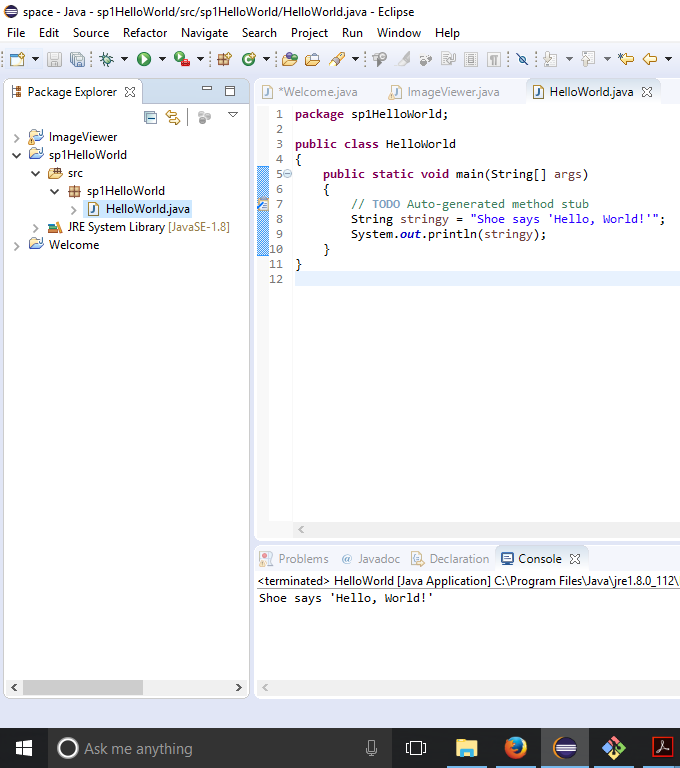 space - Java - sp1HelloWorld/src/sp1HelloWorld/HelloWorld.java - Eclipse
File Edit Source Refactor Navigate Search Project Run Window Help
Package Explorer
ImageViewer
sp1HelloWorld
src
sp1HelloWorld
HelloWorld.java
JRE System Library [JavaSE-1.8]
Welcome
*Welcome.java ImageViewer.java HelloWorld.java
1 package sp1HelloWorld;
2
3 public class HelloWorld
4 {
5 public static void main(String[] args)
6 {
7 // TODO Auto-generated method stub
8 String stringy = "Shoe says 'Hello, World!'";
9 System.out.println(stringy);
10 }
11 }
12
Problems @ Javadoc Declaration Console
<terminated> HelloWorld [Java Application] C:\Program Files\Java\jre1.8.0_112\
Shoe says 'Hello, World!'
Ask me anything